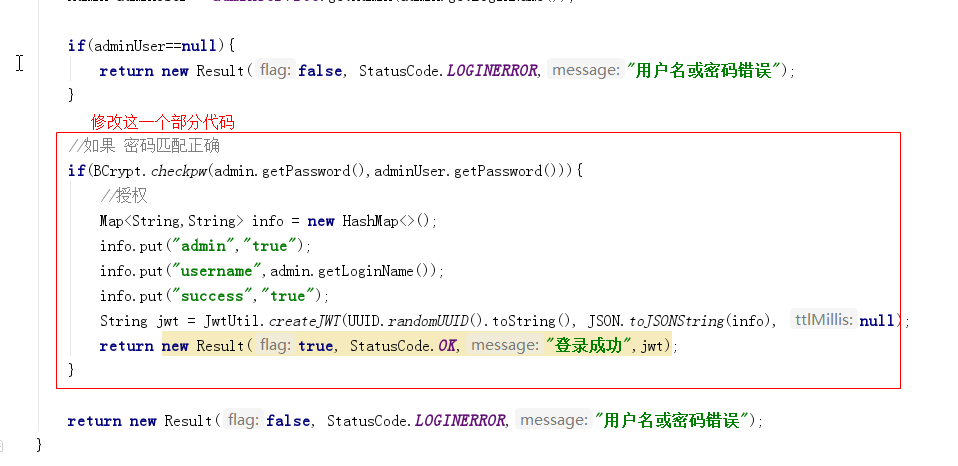 if(adminUser==null){
return new Result( flag: false, StatusCode.LOGINERROR, message: "用户名或密码错误");
}
修改这一个部分代码
//如果 密码匹配正确
if(BCrypt.checkpw(admin.getPassword(),adminUser.getPassword())){
//授权
Map<String,String> info = new HashMap<>();
info.put("admin","true");
info.put("username",admin.getLoginName());
info.put("success","true");
String jwt = JwtUtil.createJWT(UUID.randomUUID().toString(), JSON.toJSONString(info), ttlMillis: null);
return new Result( flag: true, StatusCode.OK, message: "登录成功",jwt);
}
return new Result( flag: false, StatusCode.LOGINERROR, message: "用户名或密码错误");
}